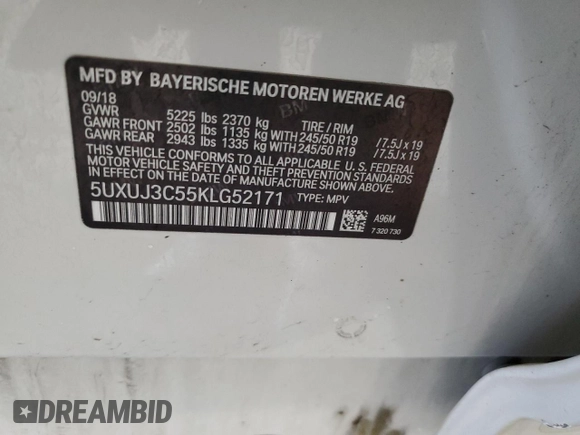 MFD BY BAYERISCHE MOTOREN WERKE AG
09/18
GVWR 5225 lbs 2370 kg TIRE / RIM
GAWR FRONT 2502 lbs 1135 kg WITH 245/50 R19 /7.5J x 19
GAWR REAR 2943 lbs 1335 kg WITH 245/50 R19 /7.5J x 19
THIS VEHICLE CONFORMS TO ALL APPLICABLE U.S. FEDERAL
MOTOR VEHICLE SAFETY AND THEFT PREVENTION STANDARDS
IN EFFECT ON THE DATE OF MANUFACTURE SHOWN ABOVE.
5UXUJ3C55KLG52171 TYPE: MPV
A96M
7 320 730
DREAMBID